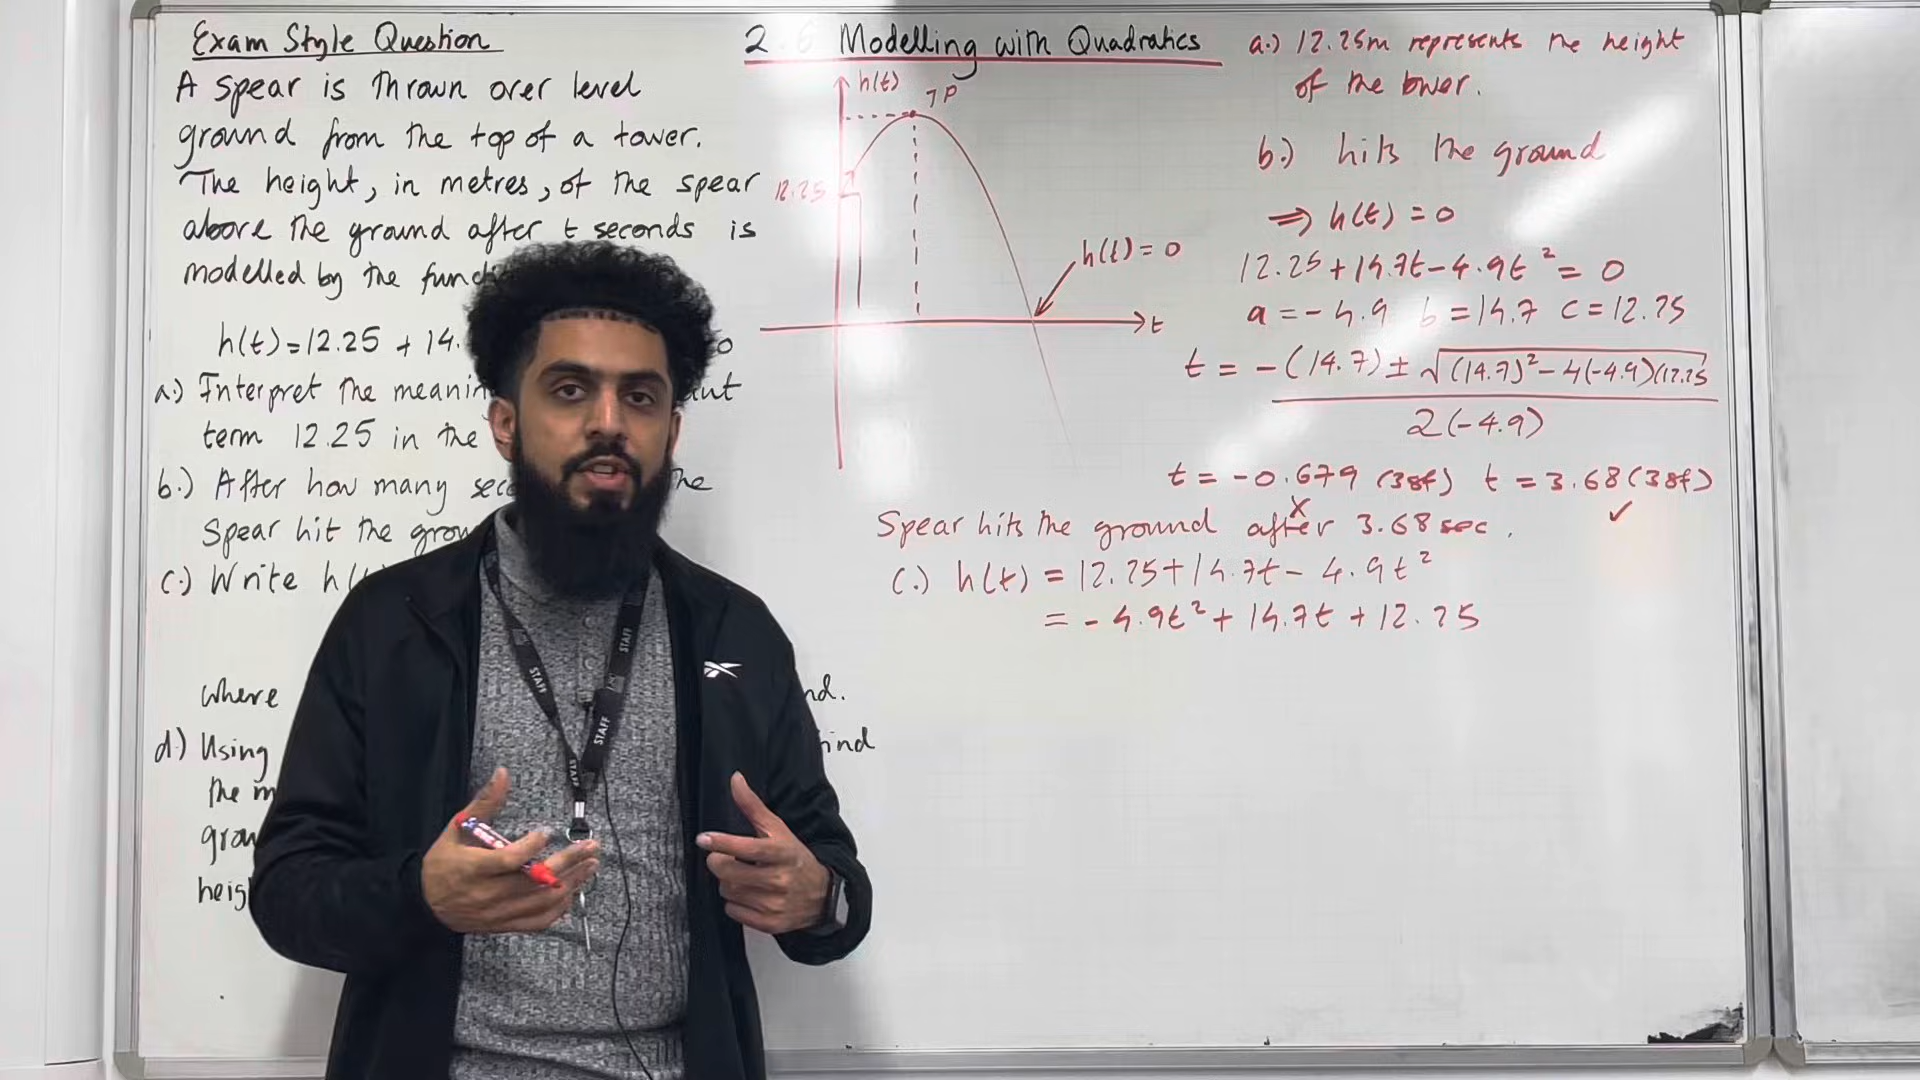 Exam Style Question
A spear is thrown over level
ground from the top of a tower.
The height, in metres, of the spear
above the ground after t seconds is
modelled by the
h(t)=12.25 + 14.
a.) Interpret the
term 12.25 in the
b.) After how many
Spear hit the
c.) Write
where
d.) Using find
the
2 6 Modelling with Quadratics
h(t)
TP
12.25
h(t) = 0
t
a.) 12.25m represents the height
of the tower.
b.) hits the ground
⇒ h(t) = 0
12.25 + 14.7t - 4.9t² = 0
a = -4.9 b = 14.7 c = 12.25
t = -(14.7) ± √(14.7)² - 4(-4.9)(12.25
2(-4.9)
t = -0.679 (3sf) t = 3.68 (3sf)
x ✓
Spear hits the ground after 3.68 sec.
(c.) h(t) = 12.25 + 14.7t - 4.9t²
= -4.9t² + 14.7t + 12.25
STAFF
STAFF
STAFF
STAFF